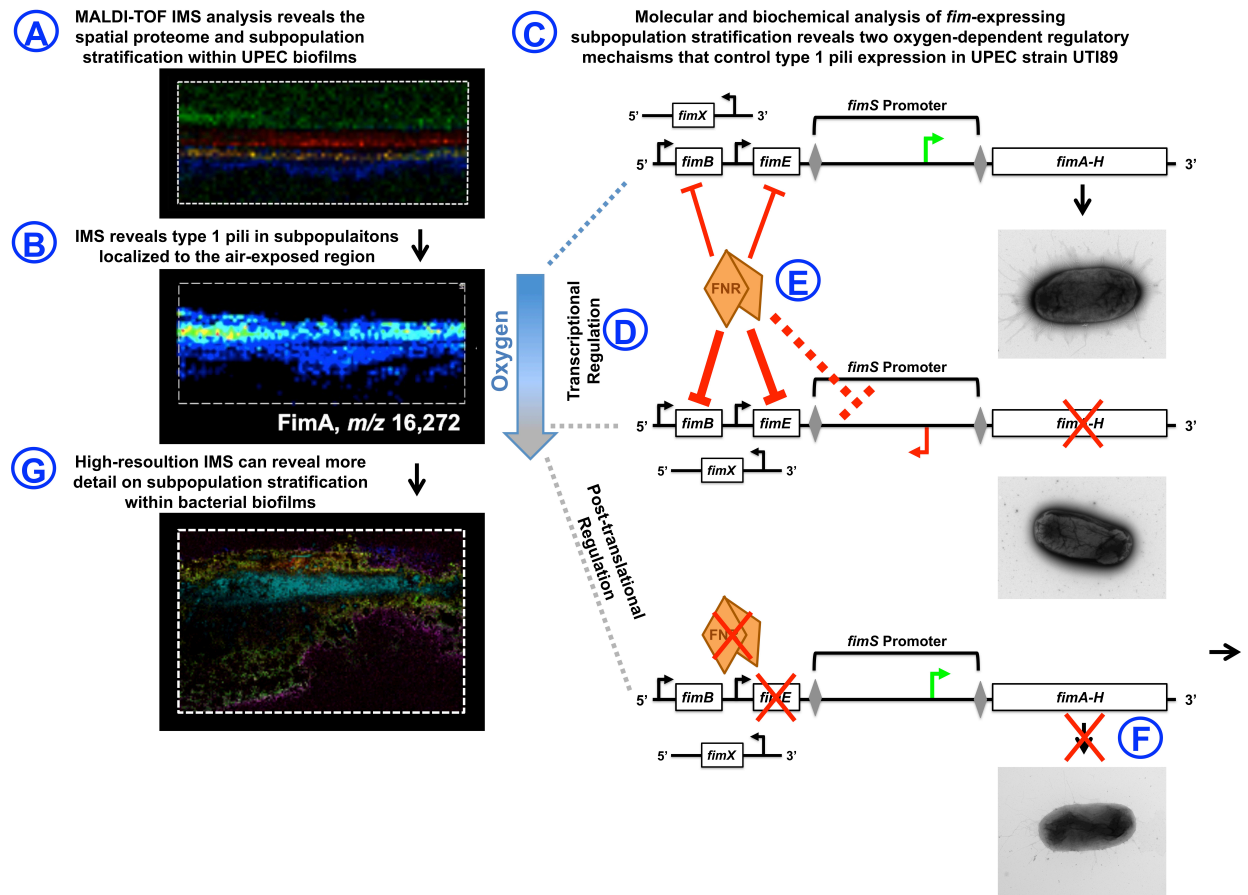 A
MALDI-TOF IMS analysis reveals the
spatial proteome and subpopulation
stratification within UPEC biofilms
B
IMS reveals type 1 pili in subpopulaitons
localized to the air-exposed region
FimA, m/z 16,272
G
High-resoultion IMS can reveal more
detail on subpopulation stratification
within bacterial biofilms
C
Molecular and biochemical analysis of fim-expressing
subpopulation stratification reveals two oxygen-dependent regulatory
mechaisms that control type 1 pili expression in UPEC strain UTI89
5’ fimX 3’
fimS Promoter
5’ fimB fimE fimA-H 3’
Oxygen
Transcriptional
Regulation
D
FNR
E
fimS Promoter
5’ fimB fimE fimA-H 3’
5’ fimX 3’
Post-translational
Regulation
FNR
fimS Promoter
5’ fimB fimE fimA-H 3’
5’ fimX 3’
F